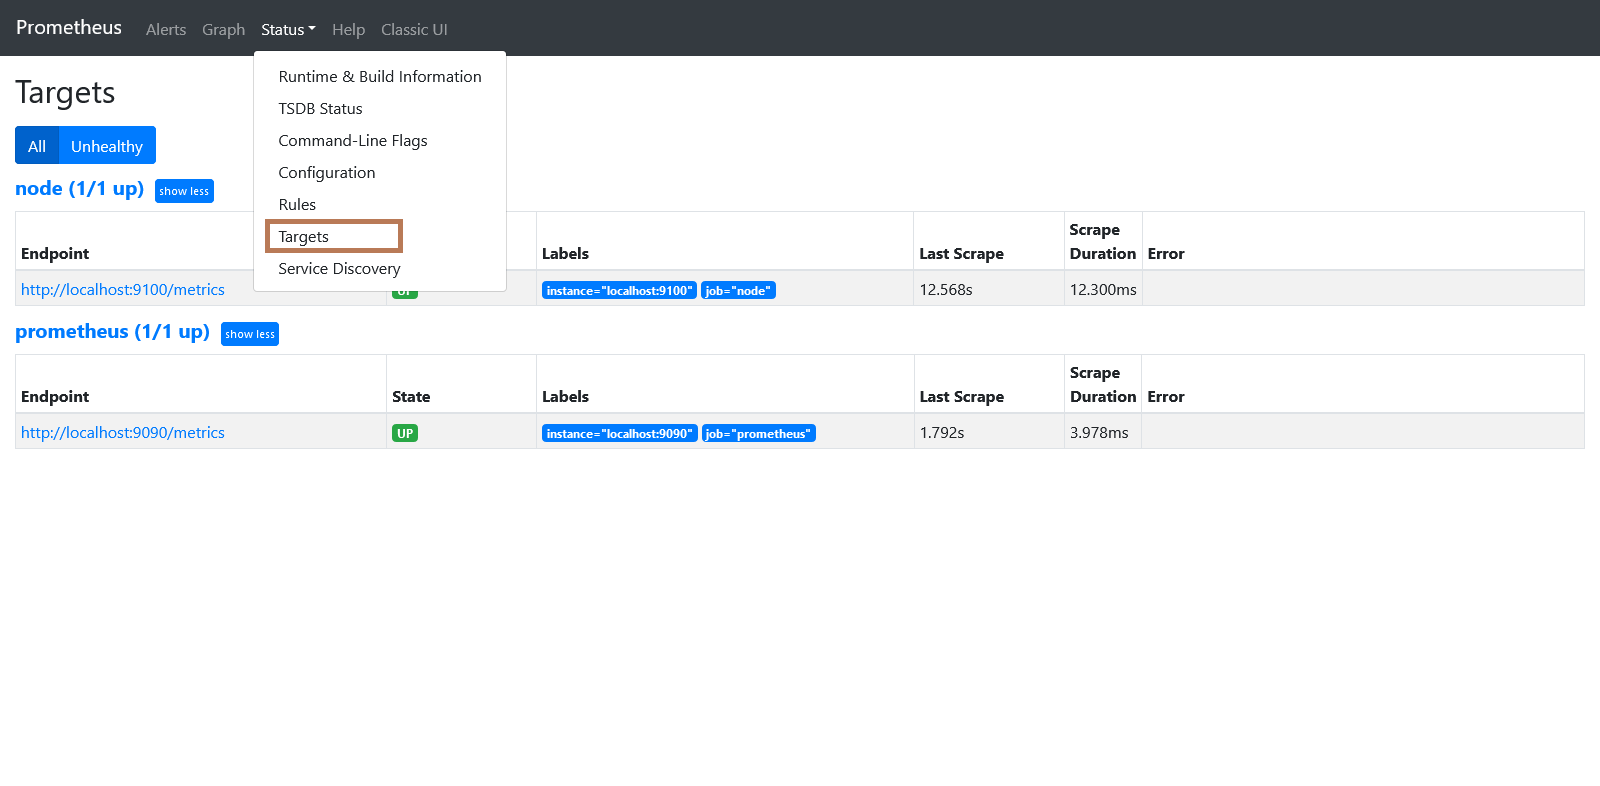 Prometheus Alerts Graph Status Help Classic UI
Runtime & Build Information
TSDB Status
Command-Line Flags
Configuration
Rules
Targets
Service Discovery
Targets
All Unhealthy
node (1/1 up) show less
Endpoint Labels Last Scrape Scrape Duration Error
http://localhost:9100/metrics UP instance="localhost:9100" job="node" 12.568s 12.300ms
prometheus (1/1 up) show less
Endpoint State Labels Last Scrape Scrape Duration Error
http://localhost:9090/metrics UP instance="localhost:9090" job="prometheus" 1.792s 3.978ms